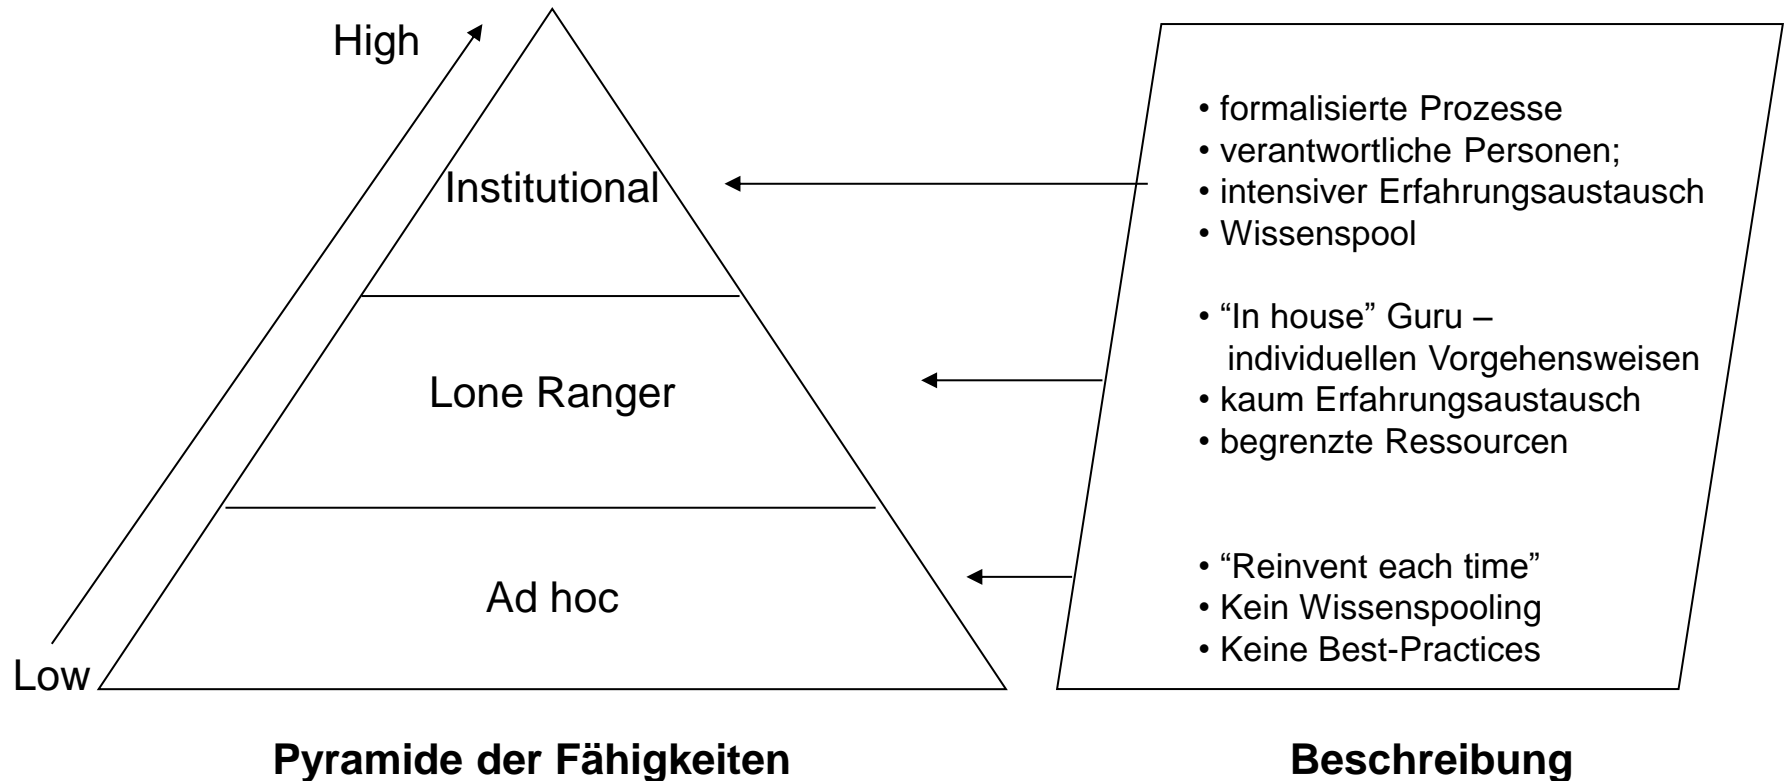 High
Institutional
Lone Ranger
Ad hoc
Low
Pyramide der Fähigkeiten
• formalisierte Prozesse
• verantwortliche Personen;
• intensiver Erfahrungsaustausch
• Wissenspool
• “In house” Guru –
individuellen Vorgehensweisen
• kaum Erfahrungsaustausch
• begrenzte Ressourcen
• “Reinvent each time”
• Kein Wissenspooling
• Keine Best-Practices
Beschreibung